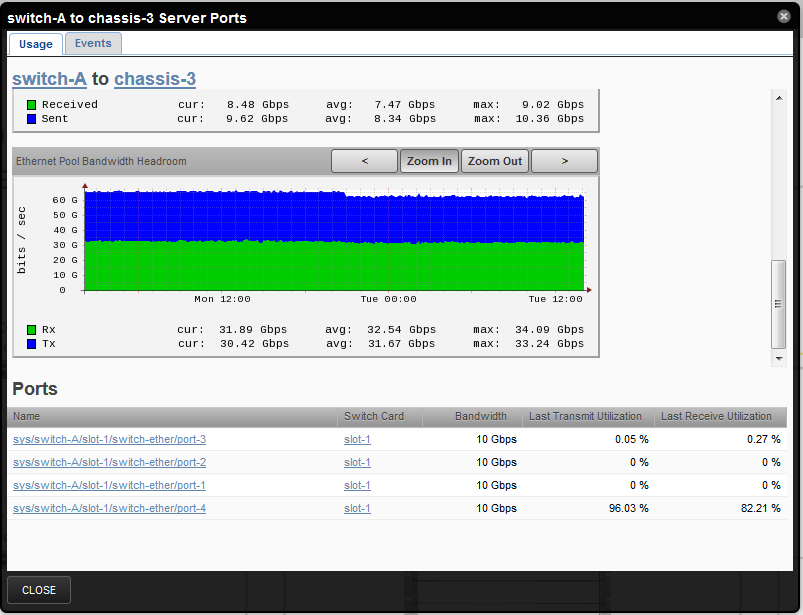 switch-A to chassis-3 Server Ports
Usage Events
switch-A to chassis-3
Received cur: 8.48 Gbps avg: 7.47 Gbps max: 9.02 Gbps
Sent cur: 9.62 Gbps avg: 8.34 Gbps max: 10.36 Gbps
Ethernet Pool Bandwidth Headroom < Zoom In Zoom Out >
bits / sec
60 G
50 G
40 G
30 G
20 G
10 G
0
Mon 12:00 Tue 00:00 Tue 12:00
Rx cur: 31.89 Gbps avg: 32.54 Gbps max: 34.09 Gbps
Tx cur: 30.42 Gbps avg: 31.67 Gbps max: 33.24 Gbps
Ports
Name Switch Card Bandwidth Last Transmit Utilization Last Receive Utilization
sys/switch-A/slot-1/switch-ether/port-3 slot-1 10 Gbps 0.05 % 0.27 %
sys/switch-A/slot-1/switch-ether/port-2 slot-1 10 Gbps 0 % 0 %
sys/switch-A/slot-1/switch-ether/port-1 slot-1 10 Gbps 0 % 0 %
sys/switch-A/slot-1/switch-ether/port-4 slot-1 10 Gbps 96.03 % 82.21 %
CLOSE